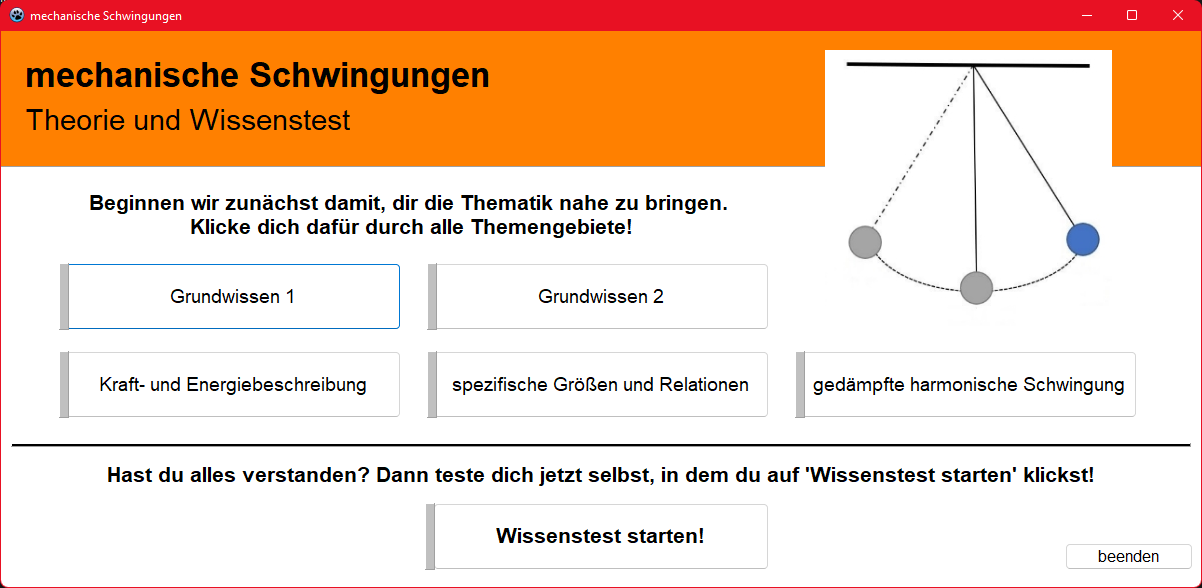 mechanische Schwingungen
mechanische Schwingungen
Theorie und Wissenstest
Beginnen wir zunächst damit, dir die Thematik nahe zu bringen.
Klicke dich dafür durch alle Themengebiete!
Grundwissen 1
Grundwissen 2
Kraft- und Energiebeschreibung
spezifische Größen und Relationen
gedämpfte harmonische Schwingung
Hast du alles verstanden? Dann teste dich jetzt selbst, in dem du auf 'Wissenstest starten' klickst!
Wissenstest starten!
beenden